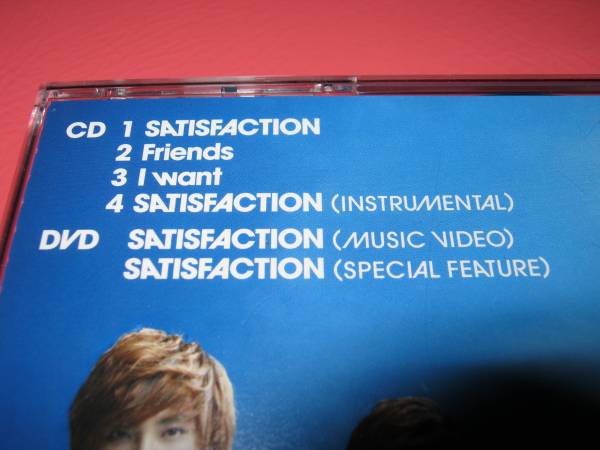 CD 1 SATISFACTION
2 Friends
3 I want
4 SATISFACTION (INSTRUMENTAL)
DVD SATISFACTION (MUSIC VIDEO)
SATISFACTION (SPECIAL FEATURE)